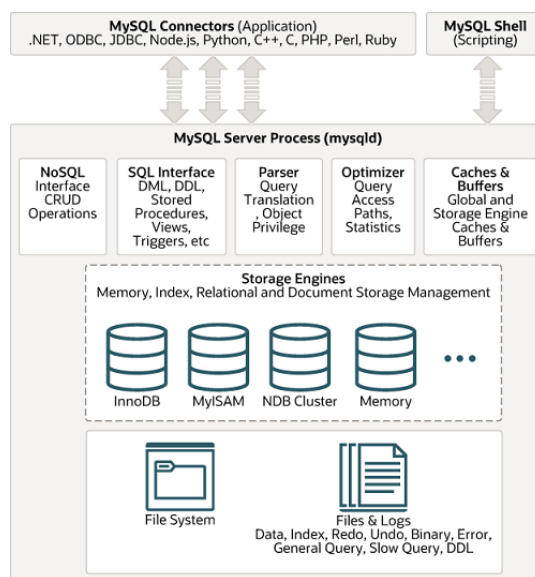 MySQL Connectors (Application)
.NET, ODBC, JDBC, Node.js, Python, C++, C, PHP, Perl, Ruby
MySQL Shell
(Scripting)
MySQL Server Process (mysqld)
NoSQL
Interface
CRUD
Operations
SQL Interface
DML, DDL,
Stored
Procedures,
Views,
Triggers, etc
Parser
Query
Translation
, Object
Privilege
Optimizer
Query
Access
Paths,
Statistics
Caches &
Buffers
Global and
Storage Engine
Caches &
Buffers
Storage Engines
Memory, Index, Relational and Document Storage Management
InnoDB
MyISAM
NDB Cluster
Memory
File System
Files & Logs
Data, Index, Redo, Undo, Binary, Error,
General Query, Slow Query, DDL